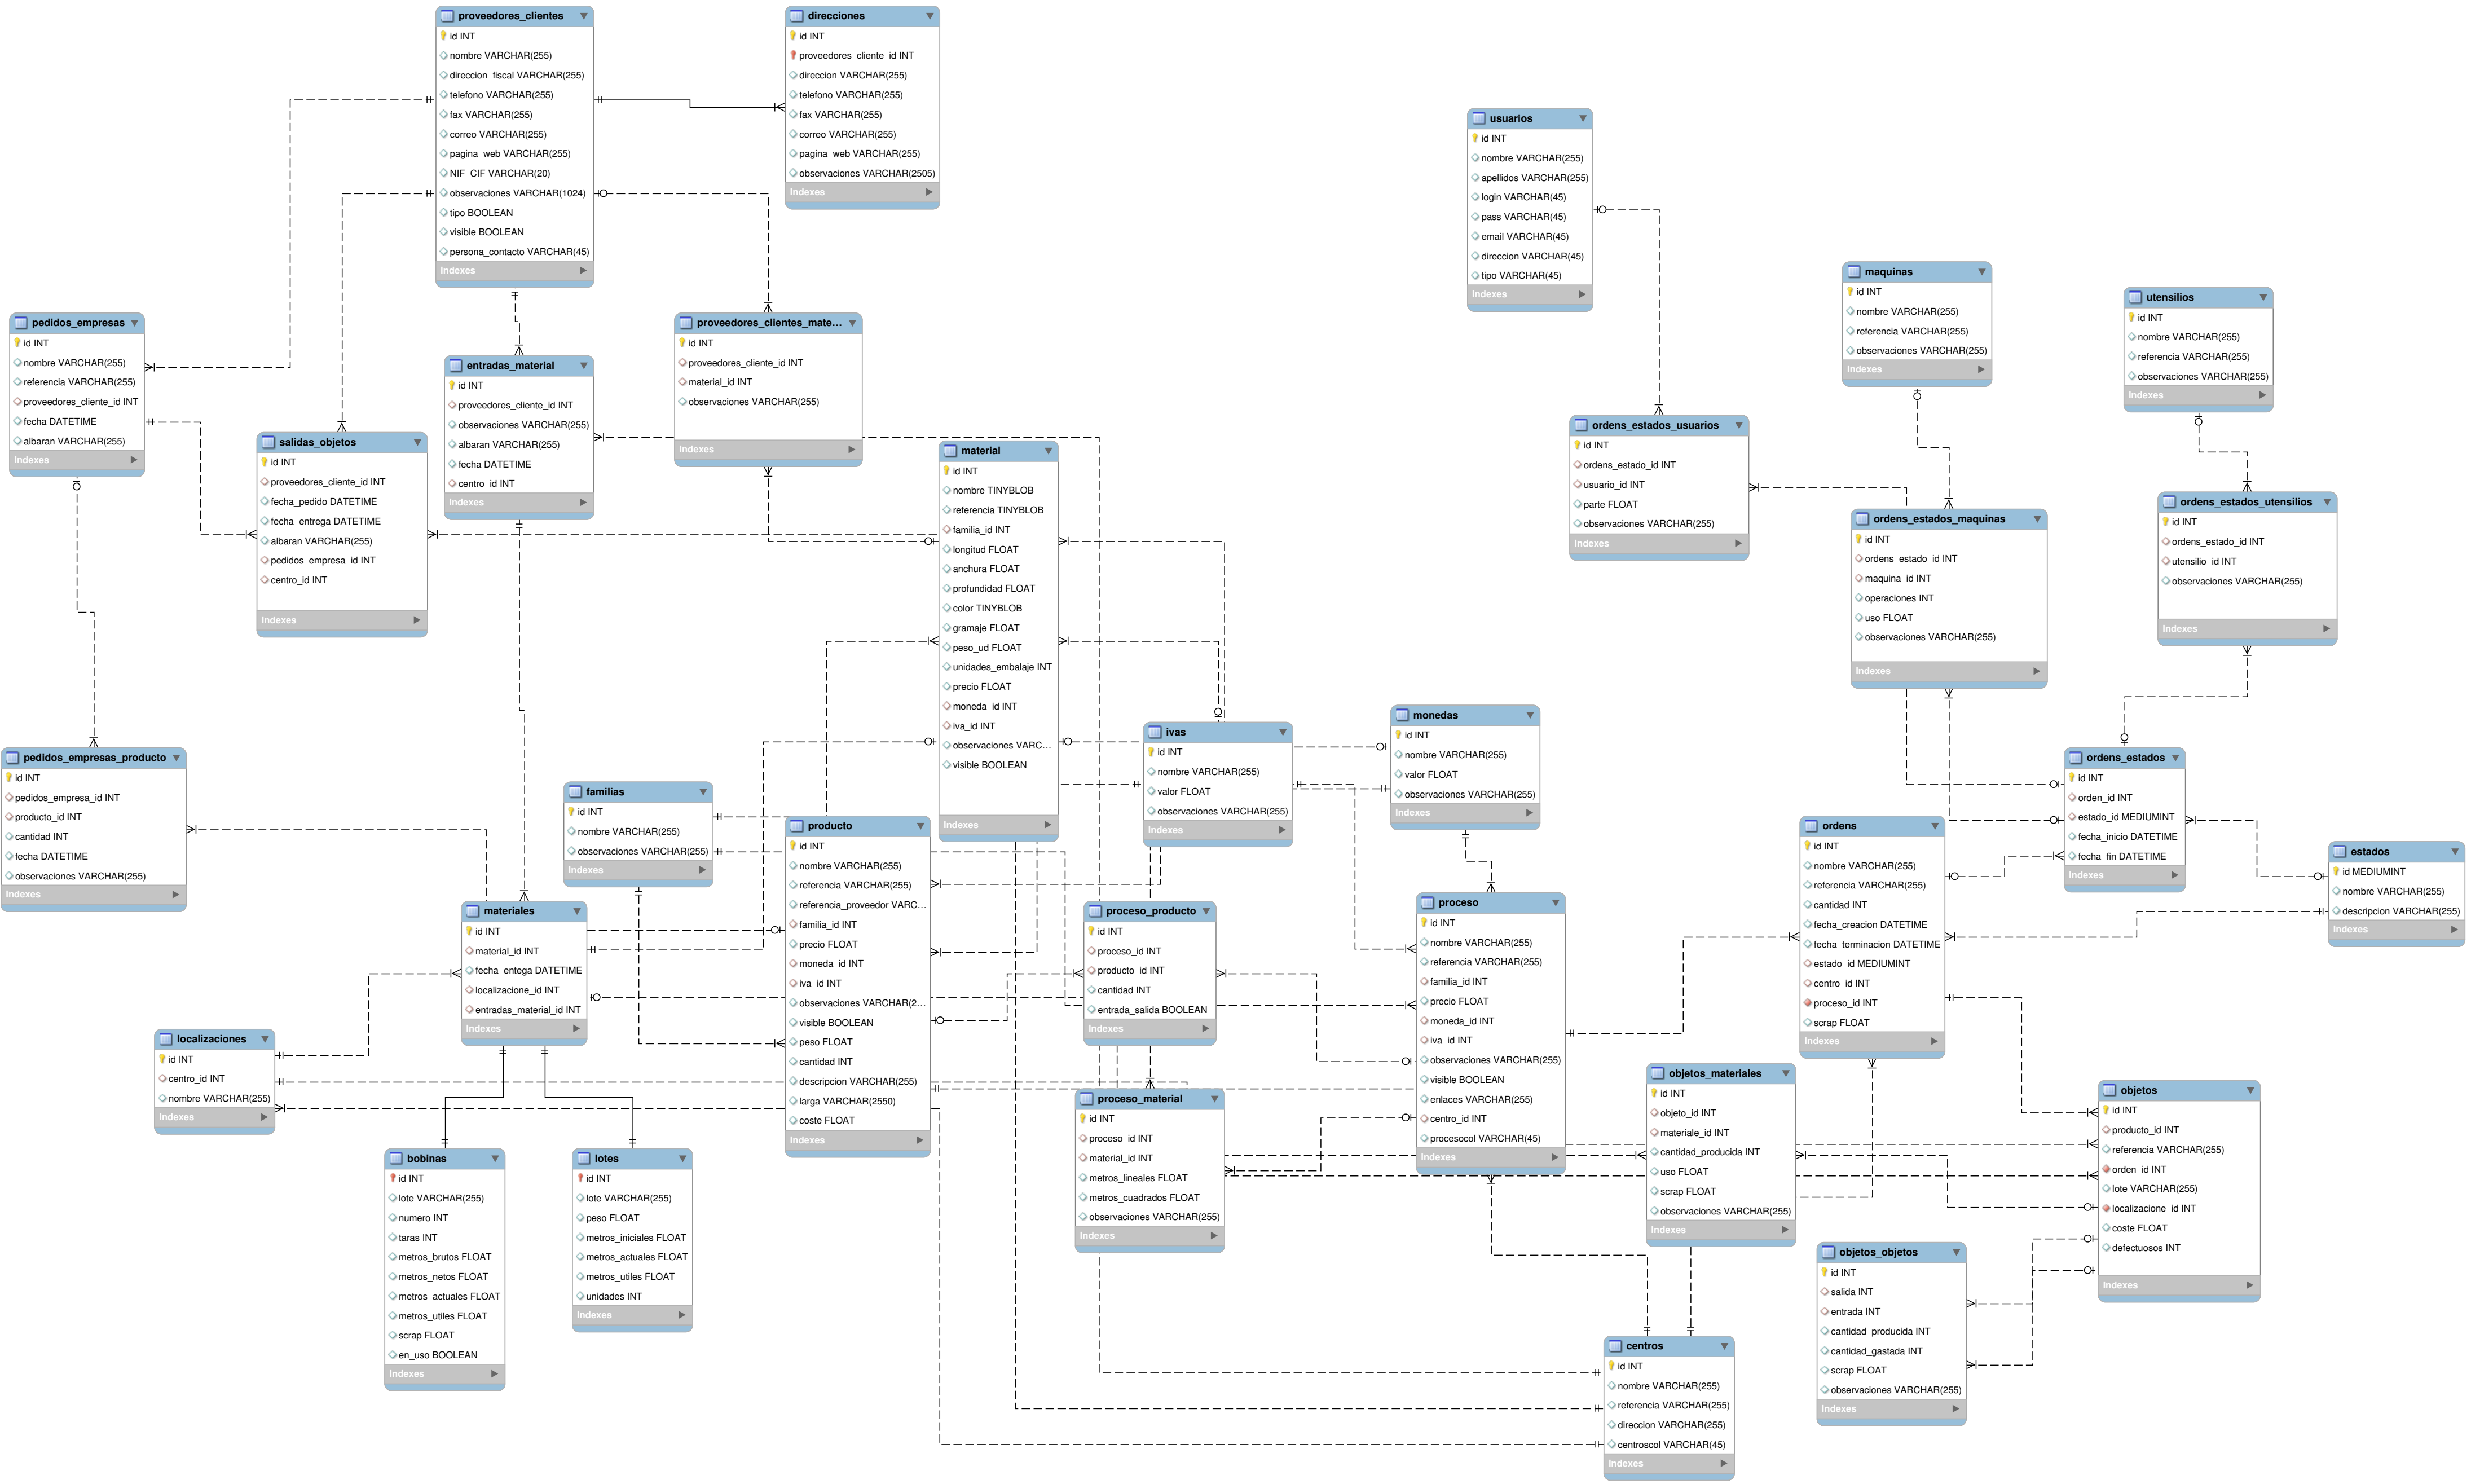 proveedores_clientes
id INT
nombre VARCHAR(255)
direccion_fiscal VARCHAR(255)
telefono VARCHAR(255)
fax VARCHAR(255)
correo VARCHAR(255)
pagina_web VARCHAR(255)
NIF_CIF VARCHAR(20)
observaciones VARCHAR(1024)
tipo BOOLEAN
visible BOOLEAN
persona_contacto VARCHAR(45)
Indexes
direcciones
id INT
proveedores_cliente_id INT
direccion VARCHAR(255)
telefono VARCHAR(255)
fax VARCHAR(255)
correo VARCHAR(255)
pagina_web VARCHAR(255)
observaciones VARCHAR(2505)
Indexes
usuarios
id INT
nombre VARCHAR(255)
apellidos VARCHAR(255)
login VARCHAR(45)
pass VARCHAR(45)
email VARCHAR(45)
direccion VARCHAR(45)
tipo VARCHAR(45)
Indexes
maquinas
id INT
nombre VARCHAR(255)
referencia VARCHAR(255)
observaciones VARCHAR(255)
Indexes
utensilios
id INT
nombre VARCHAR(255)
referencia VARCHAR(255)
observaciones VARCHAR(255)
Indexes
pedidos_empresas
id INT
nombre VARCHAR(255)
referencia VARCHAR(255)
proveedores_cliente_id INT
fecha DATETIME
albaran VARCHAR(255)
Indexes
entradas_material
id INT
proveedores_cliente_id INT
observaciones VARCHAR(255)
albaran VARCHAR(255)
fecha DATETIME
centro_id INT
Indexes
proveedores_clientes_mate...
id INT
proveedores_cliente_id INT
material_id INT
observaciones VARCHAR(255)
Indexes
salidas_objetos
id INT
proveedores_cliente_id INT
fecha_pedido DATETIME
fecha_entrega DATETIME
albaran VARCHAR(255)
pedidos_empresa_id INT
centro_id INT
Indexes
material
id INT
nombre TINYBLOB
referencia TINYBLOB
familia_id INT
longitud FLOAT
anchura FLOAT
profundidad FLOAT
color TINYBLOB
gramaje FLOAT
peso_ud FLOAT
unidades_embalaje INT
precio FLOAT
moneda_id INT
iva_id INT
observaciones VARC...
visible BOOLEAN
Indexes
ordens_estados_usuarios
id INT
ordens_estado_id INT
usuario_id INT
parte FLOAT
observaciones VARCHAR(255)
Indexes
ordens_estados_maquinas
id INT
ordens_estado_id INT
maquina_id INT
operaciones INT
uso FLOAT
observaciones VARCHAR(255)
Indexes
ordens_estados_utensilios
id INT
ordens_estado_id INT
utensilio_id INT
observaciones VARCHAR(255)
Indexes
pedidos_empresas_producto
id INT
pedidos_empresa_id INT
producto_id INT
cantidad INT
fecha DATETIME
observaciones VARCHAR(255)
Indexes
familias
id INT
nombre VARCHAR(255)
observaciones VARCHAR(255)
Indexes
ivas
id INT
nombre VARCHAR(255)
valor FLOAT
observaciones VARCHAR(255)
Indexes
monedas
id INT
nombre VARCHAR(255)
valor FLOAT
observaciones VARCHAR(255)
Indexes
ordens_estados
id INT
orden_id INT
estado_id MEDIUMINT
fecha_inicio DATETIME
fecha_fin DATETIME
Indexes
producto
id INT
nombre VARCHAR(255)
referencia VARCHAR(255)
referencia_proveedor VARC...
familia_id INT
precio FLOAT
moneda_id INT
iva_id INT
observaciones VARCHAR(2...
visible BOOLEAN
peso FLOAT
cantidad INT
descripcion VARCHAR(255)
larga VARCHAR(2550)
coste FLOAT
Indexes
ordens
id INT
nombre VARCHAR(255)
referencia VARCHAR(255)
cantidad INT
fecha_creacion DATETIME
fecha_terminacion DATETIME
estado_id MEDIUMINT
centro_id INT
proceso_id INT
scrap FLOAT
Indexes
estados
id MEDIUMINT
nombre VARCHAR(255)
descripcion VARCHAR(255)
Indexes
materiales
id INT
material_id INT
fecha_entega DATETIME
localizacione_id INT
entradas_material_id INT
Indexes
proceso_producto
id INT
proceso_id INT
producto_id INT
cantidad INT
entrada_salida BOOLEAN
Indexes
proceso
id INT
nombre VARCHAR(255)
referencia VARCHAR(255)
familia_id INT
precio FLOAT
moneda_id INT
iva_id INT
observaciones VARCHAR(255)
visible BOOLEAN
enlaces VARCHAR(255)
centro_id INT
procesocol VARCHAR(45)
Indexes
localizaciones
id INT
centro_id INT
nombre VARCHAR(255)
Indexes
proceso_material
id INT
proceso_id INT
material_id INT
metros_lineales FLOAT
metros_cuadrados FLOAT
observaciones VARCHAR(255)
Indexes
objetos_materiales
id INT
objeto_id INT
materiale_id INT
cantidad_producida INT
uso FLOAT
scrap FLOAT
observaciones VARCHAR(255)
Indexes
objetos
id INT
producto_id INT
referencia VARCHAR(255)
orden_id INT
lote VARCHAR(255)
localizacione_id INT
coste FLOAT
defectuosos INT
Indexes
bobinas
id INT
lote VARCHAR(255)
numero INT
taras INT
metros_brutos FLOAT
metros_netos FLOAT
metros_actuales FLOAT
metros_utiles FLOAT
scrap FLOAT
en_uso BOOLEAN
Indexes
lotes
id INT
lote VARCHAR(255)
peso FLOAT
metros_iniciales FLOAT
metros_actuales FLOAT
metros_utiles FLOAT
unidades INT
Indexes
objetos_objetos
id INT
salida INT
entrada INT
cantidad_producida INT
cantidad_gastada INT
scrap FLOAT
observaciones VARCHAR(255)
Indexes
centros
id INT
nombre VARCHAR(255)
referencia VARCHAR(255)
direccion VARCHAR(255)
centroscol VARCHAR(45)
Indexes